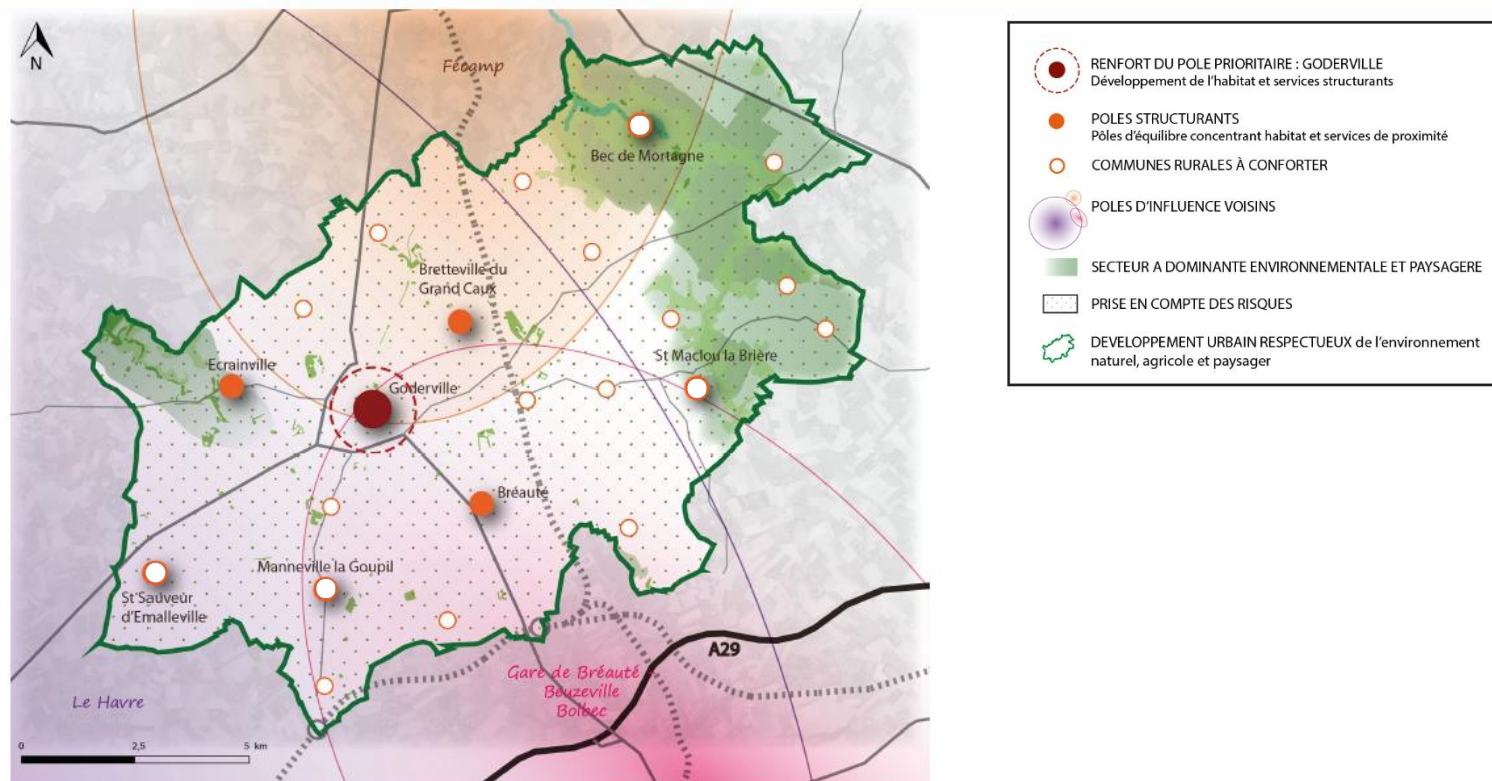 N
Fécamp
Bec de Mortagne
Bretteville du
Grand Caux
Ecrainville
Goderville
St Maclou la Brière
Bréauté
Manneville la Goupil
St Sauveur
d'Emalleville
A29
Gare de Bréauté
Beuzeville
Bolbec
Le Havre
0 2,5 5 km
RENFORT DU POLE PRIORITAIRE : GODERVILLE
Développement de l'habitat et services structurants
POLES STRUCTURANTS
Pôles d'équilibre concentrant habitat et services de proximité
COMMUNES RURALES À CONFORTER
POLES D'INFLUENCE VOISINS
SECTEUR A DOMINANTE ENVIRONNEMENTALE ET PAYSAGERE
PRISE EN COMPTE DES RISQUES
DEVELOPPEMENT URBAIN RESPECTUEUX de l'environnement
naturel, agricole et paysager